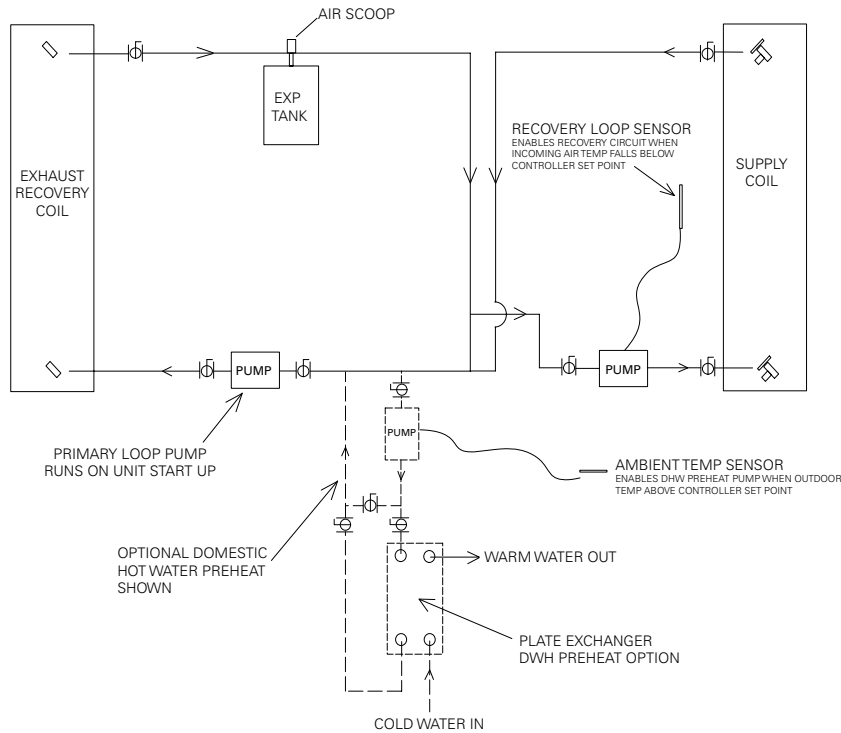 AIR SCOOP
EXP
TANK
EXHAUST
RECOVERY
COIL
RECOVERY LOOP SENSOR
ENABLES RECOVERY CIRCUIT WHEN
INCOMING AIR TEMP FALLS BELOW
CONTROLLER SET POINT
SUPPLY
COIL
PUMP
PUMP
PRIMARY LOOP PUMP
RUNS ON UNIT START UP
PUMP
AMBIENT TEMP SENSOR
ENABLES DHW PREHEAT PUMP WHEN OUTDOOR
TEMP ABOVE CONTROLLER SET POINT
OPTIONAL DOMESTIC
HOT WATER PREHEAT
SHOWN
WARM WATER OUT
PLATE EXCHANGER
DWH PREHEAT OPTION
COLD WATER IN